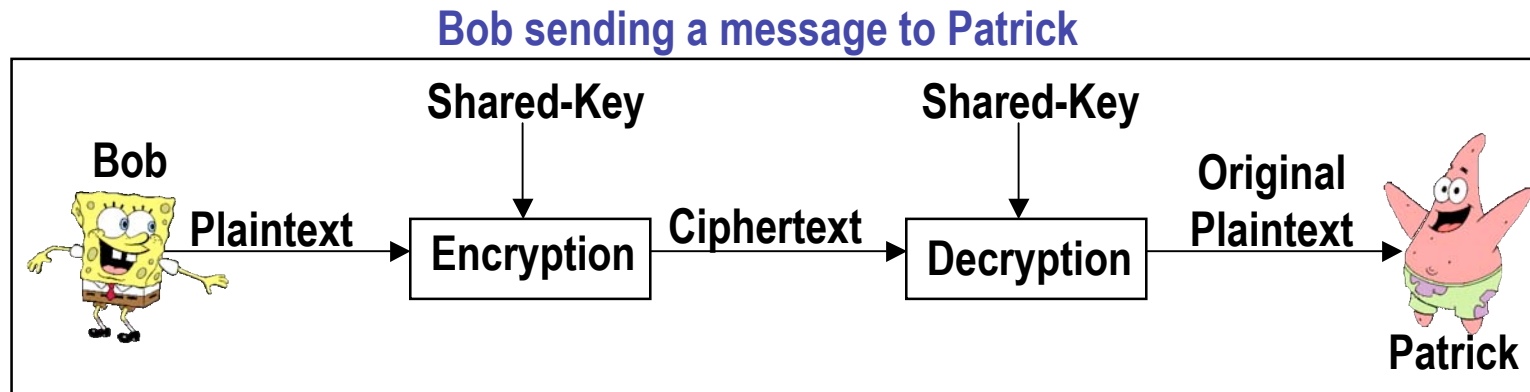 Bob sending a message to Patrick
Shared-Key
Shared-Key
Bob
Plaintext
Encryption
Ciphertext
Decryption
Original
Plaintext
Patrick